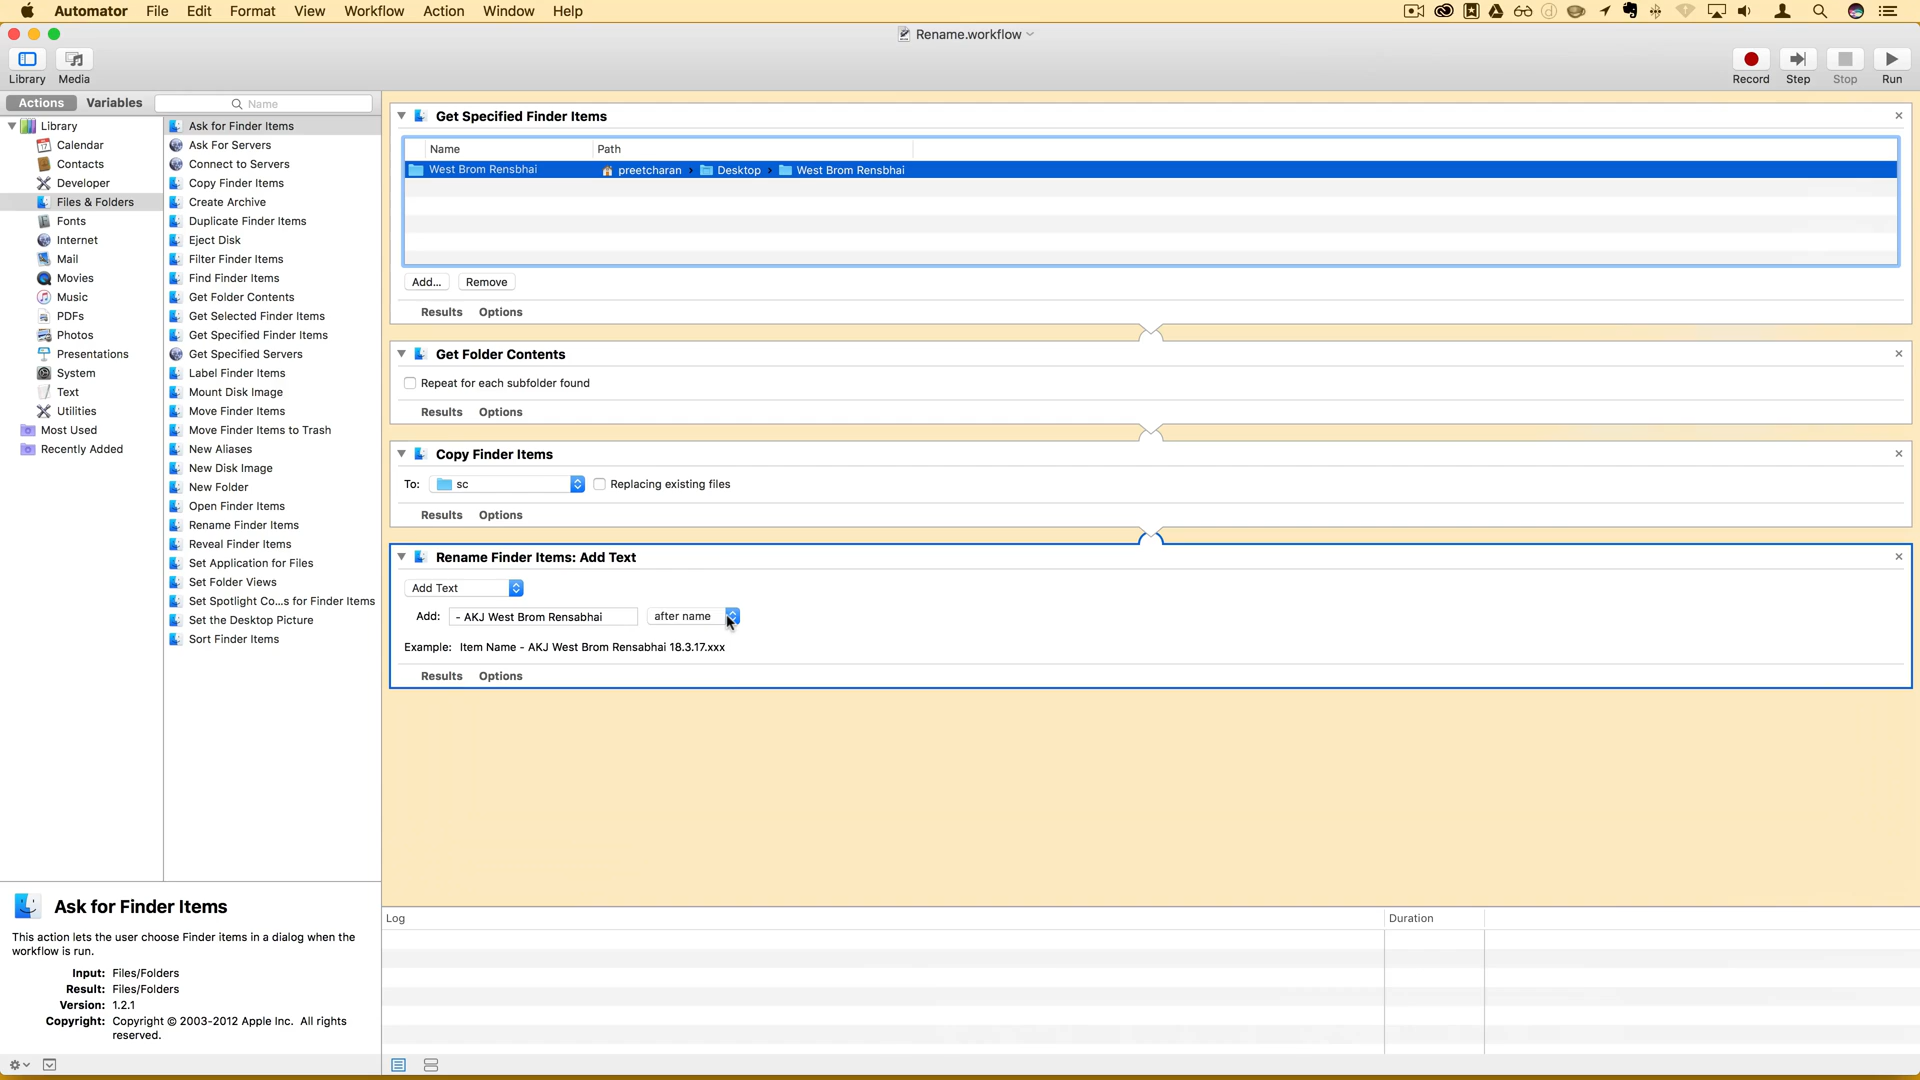 Automator File Edit Format View Workflow Action Window Help
Rename.workflow
Library Media Record Step Stop Run
Actions Variables Name
Library
Calendar
Contacts
Developer
Files & Folders
Fonts
Internet
Mail
Movies
Music
PDFs
Photos
Presentations
System
Text
Utilities
Most Used
Recently Added
Ask for Finder Items
Ask For Servers
Connect to Servers
Copy Finder Items
Create Archive
Duplicate Finder Items
Eject Disk
Filter Finder Items
Find Finder Items
Get Folder Contents
Get Selected Finder Items
Get Specified Finder Items
Get Specified Servers
Label Finder Items
Mount Disk Image
Move Finder Items
Move Finder Items to Trash
New Aliases
New Disk Image
New Folder
Open Finder Items
Rename Finder Items
Reveal Finder Items
Set Application for Files
Set Folder Views
Set Spotlight Co...s for Finder Items
Set the Desktop Picture
Sort Finder Items
Get Specified Finder Items
Name Path
West Brom Rensbhai preetcharan Desktop West Brom Rensbhai
Add... Remove
Results Options
Get Folder Contents
Repeat for each subfolder found
Results Options
Copy Finder Items
To: sc Replacing existing files
Results Options
Rename Finder Items: Add Text
Add Text
Add: - AKJ West Brom Rensabhai after name
Example: Item Name - AKJ West Brom Rensabhai 18.3.17.xxx
Results Options
Ask for Finder Items
This action lets the user choose Finder items in a dialog when the
workflow is run.
Input: Files/Folders
Result: Files/Folders
Version: 1.2.1
Copyright: Copyright © 2003-2012 Apple Inc. All rights
reserved.
Log Duration